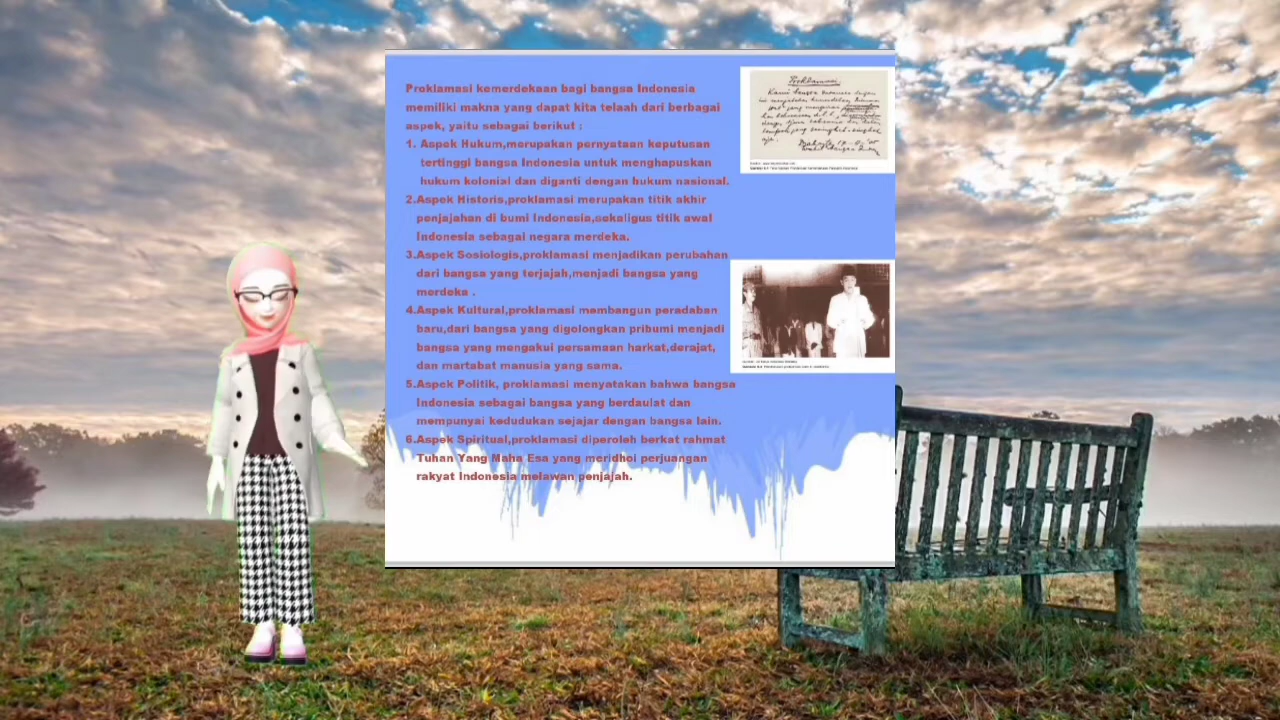 Proklamasi kemerdekaan bagi bangsa Indonesia
memiliki makna yang dapat kita telaah dari berbagai
aspek, yaitu sebagai berikut :
1. Aspek Hukum,merupakan pernyataan keputusan
tertinggi bangsa Indonesia untuk menghapuskan
hukum kolonial dan diganti dengan hukum nasional.
2.Aspek Historis,proklamasi merupakan titik akhir
penjajahan di bumi Indonesia,sekaligus titik awal
Indonesia sebagai negara merdeka.
3.Aspek Sosiologis,proklamasi menjadikan perubahan
dari bangsa yang terjajah,menjadi bangsa yang
merdeka .
4.Aspek Kultural,proklamasi membangun peradaban
baru,dari bangsa yang digolongkan pribumi menjadi
bangsa yang mengakui persamaan harkat,derajat,
dan martabat manusia yang sama.
5.Aspek Politik, proklamasi menyatakan bahwa bangsa
Indonesia sebagai bangsa yang berdaulat dan
mempunyai kedudukan sejajar dengan bangsa lain.
6.Aspek Spiritual,proklamasi diperoleh berkat rahmat
Tuhan Yang Maha Esa yang meridhoi perjuangan
rakyat Indonesia melawan penjajah.
Proklamasi